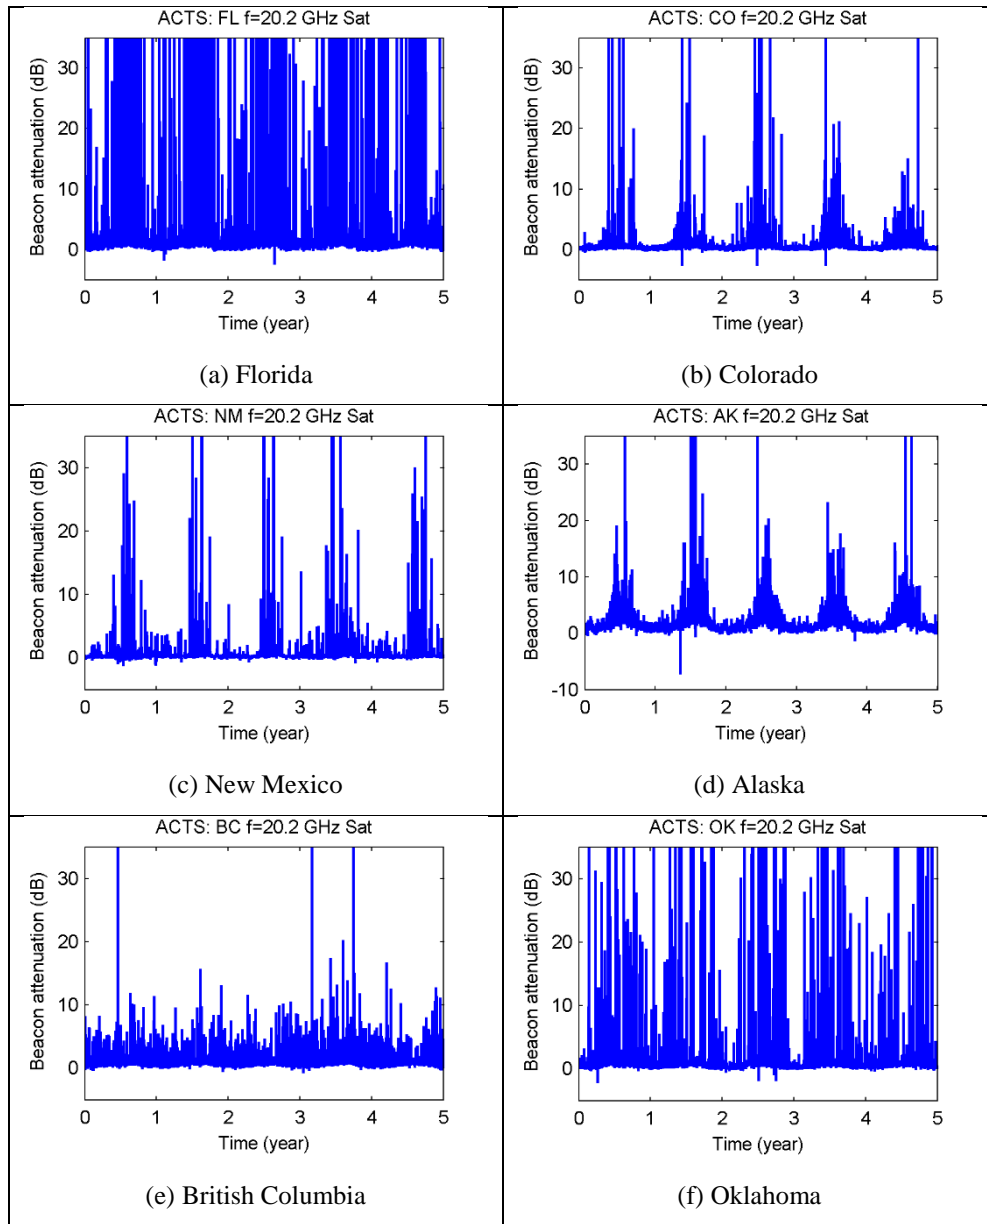 ACTS: FL f=20.2 GHz Sat
Beacon attenuation (dB)
30
20
10
0
0 1 2 3 4 5
Time (year)
(a) Florida
ACTS: CO f=20.2 GHz Sat
Beacon attenuation (dB)
30
20
10
0
0 1 2 3 4 5
Time (year)
(b) Colorado
ACTS: NM f=20.2 GHz Sat
Beacon attenuation (dB)
30
20
10
0
0 1 2 3 4 5
Time (year)
(c) New Mexico
ACTS: AK f=20.2 GHz Sat
Beacon attenuation (dB)
30
20
10
0
-10
0 1 2 3 4 5
Time (year)
(d) Alaska
ACTS: BC f=20.2 GHz Sat
Beacon attenuation (dB)
30
20
10
0
0 1 2 3 4 5
Time (year)
(e) British Columbia
ACTS: OK f=20.2 GHz Sat
Beacon attenuation (dB)
30
20
10
0
0 1 2 3 4 5
Time (year)
(f) Oklahoma